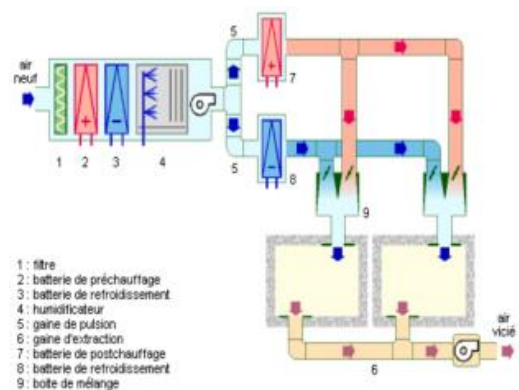 5
air
neuf
7
1
2
3
4
5
8
9
1 : filtre
2 : batterie de préchauffage
3 : batterie de refroidissement
4 : humidificateur
5 : gaine de pulsion
6 : gaine d'extraction
7 : batterie de postchauffage
8 : batterie de refroidissement
9 : boîte de mélange
air
vicié
6